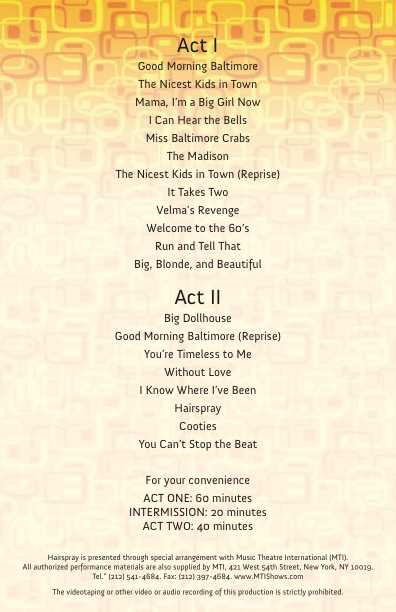 Act I
Good Morning Baltimore
The Nicest Kids in Town
Mama, I'm a Big Girl Now
I Can Hear the Bells
Miss Baltimore Crabs
The Madison
The Nicest Kids in Town (Reprise)
It Takes Two
Velma's Revenge
Welcome to the 60's
Run and Tell That
Big, Blonde, and Beautiful
Act II
Big Dollhouse
Good Morning Baltimore (Reprise)
You're Timeless to Me
Without Love
I Know Where I've Been
Hairspray
Cooties
You Can't Stop the Beat
For your convenience
ACT ONE: 60 minutes
INTERMISSION: 20 minutes
ACT TWO: 40 minutes
Hairspray is presented through special arrangement with Music Theatre International (MTI).
All authorized performance materials are also supplied by MTI, 421 West 54th Street, New York, NY 10019.
Tel." (212) 541-4684. Fax: (212) 397-4684. www.MTIShows.com
The videotaping or other video or audio recording of this production is strictly prohibited.